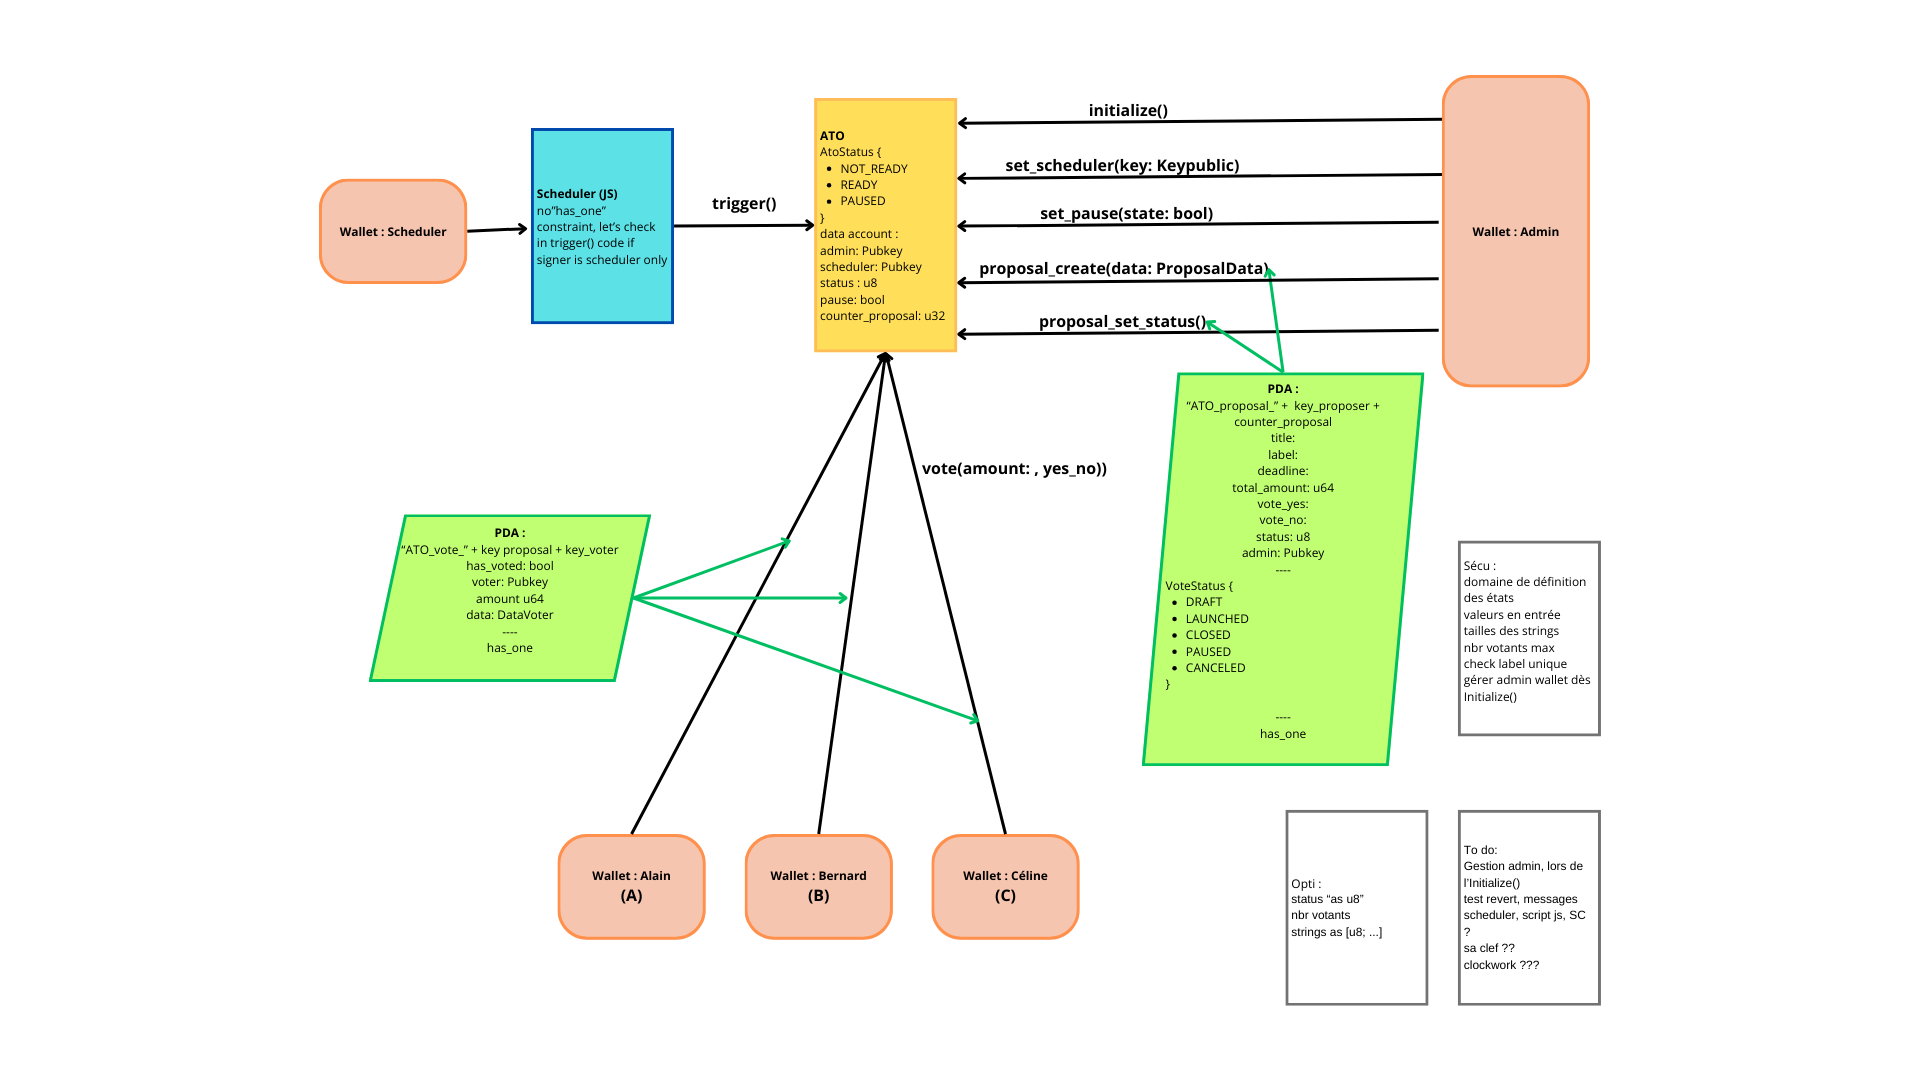 initialize()
set_scheduler(key: Keypublic)
set_pause(state: bool)
proposal_create(data: ProposalData)
proposal_set_status()
Wallet : Admin
ATO
AtoStatus {
• NOT_READY
• READY
• PAUSED
}
data account :
admin: Pubkey
scheduler: Pubkey
status : u8
pause: bool
counter_proposal: u32
trigger()
Scheduler (JS)
no"has_one"
constraint, let's check
in trigger() code if
signer is scheduler only
Wallet : Scheduler
PDA :
“ATO_proposal_” + key_proposer +
counter_proposal
title:
label:
deadline:
total_amount: u64
vote_yes:
vote_no:
status: u8
admin: Pubkey
----
VoteStatus {
• DRAFT
• LAUNCHED
• CLOSED
• PAUSED
• CANCELED
}
----
has_one
vote(amount: , yes_no))
PDA :
“ATO_vote_” + key proposal + key_voter
has_voted: bool
voter: Pubkey
amount u64
data: DataVoter
----
has_one
Sécu :
domaine de définition
des états
valeurs en entrée
tailles des strings
nbr votants max
check label unique
gérer admin wallet dès
Initialize()
Wallet : Alain
(A)
Wallet : Bernard
(B)
Wallet : Céline
(C)
Opti :
status “as u8”
nbr votants
strings as [u8; ...]
To do:
Gestion admin, lors de
l'Initialize()
test revert, messages
scheduler, script js, SC
?
sa clef ??
clockwork ???